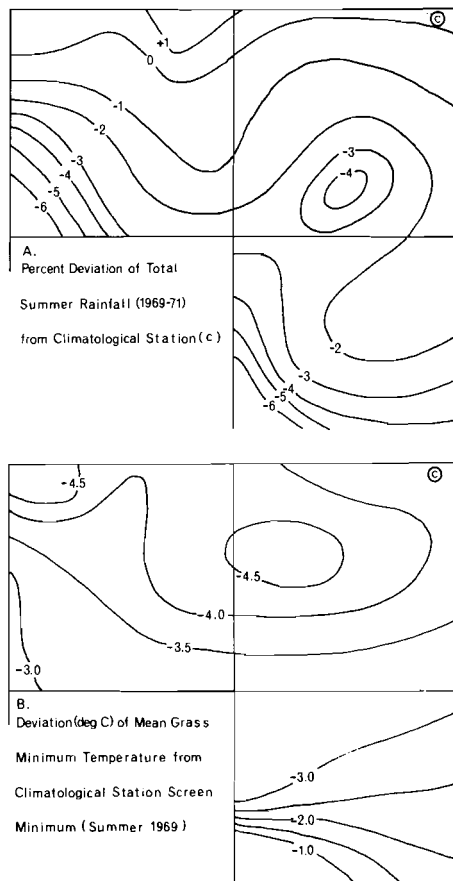 ©
+1
0
-1
-2
-3
-4
-5
-6
-3
-4
A.
Percent Deviation of Total
Summer Rainfall (1969-71)
from Climatological Station (c)
-2
-3
-4
-5
-6
©
-4.5
-4.5
-4.0
-3.5
-3.0
B.
Deviation (deg C) of Mean Grass
Minimum Temperature from
Climatological Station Screen
Minimum (Summer 1969)
-3.0
-2.0
-1.0